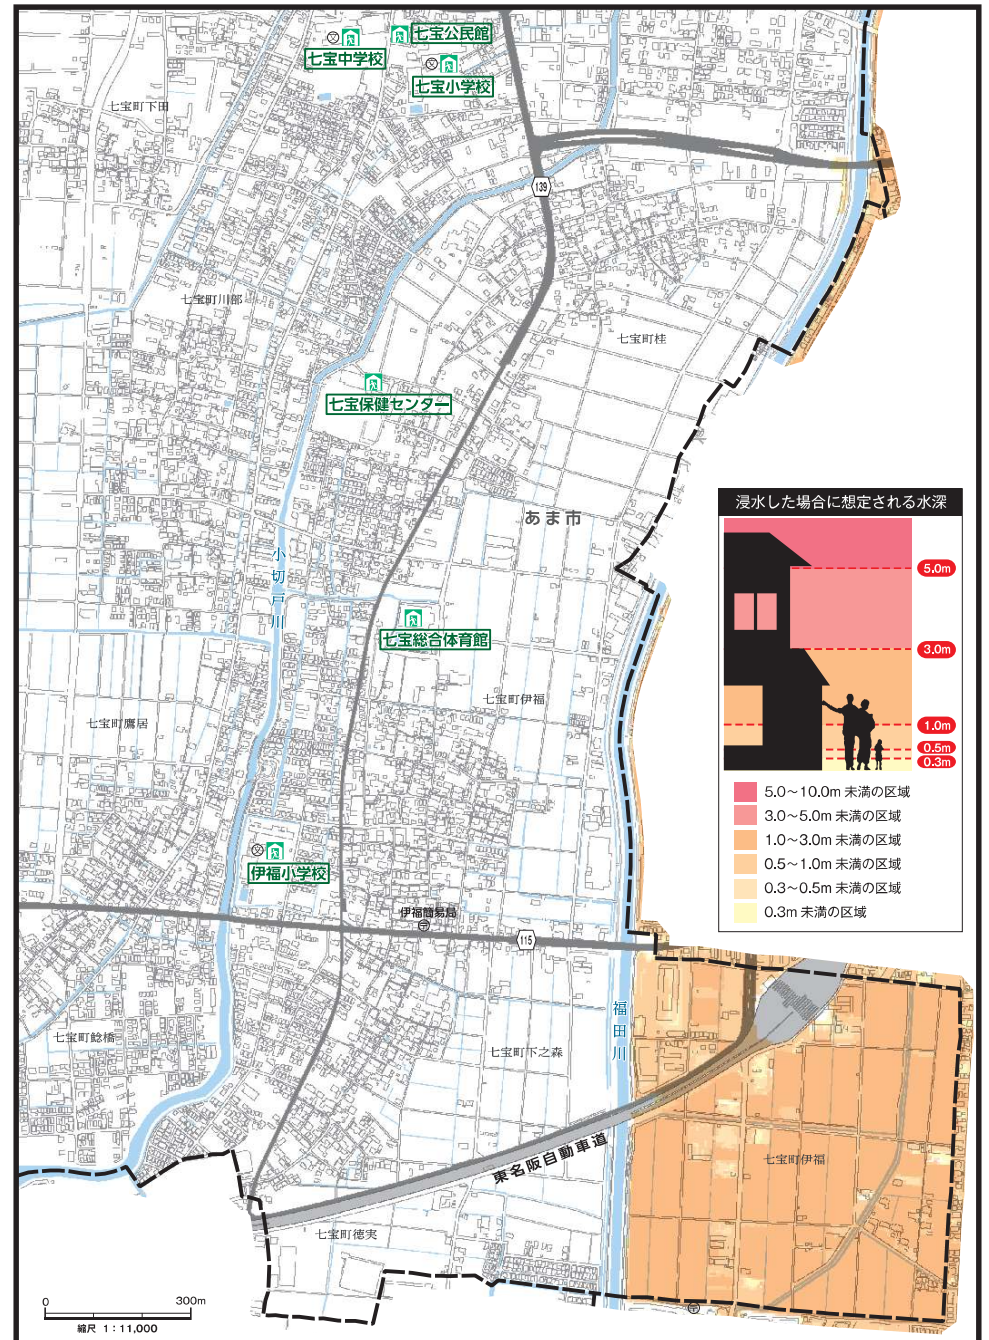 七宝公民館
七宝中学校
七宝小学校
七宝町下田
139
七宝町川部
七宝町桂
七宝保健センター
浸水した場合に想定される水深
5.0m
3.0m
1.0m
0.5m
0.3m
5.0～10.0m 未満の区域
3.0～5.0m 未満の区域
1.0～3.0m 未満の区域
0.5～1.0m 未満の区域
0.3～0.5m 未満の区域
0.3m 未満の区域
あま市
小切戸川
七宝総合体育館
七宝町伊福
七宝町鷹居
伊福小学校
伊福簡易局
115
福田川
七宝町鯰橋
七宝町下之森
東名阪自動車道
七宝町伊福
七宝町徳実
0 300m
縮尺 1：11,000